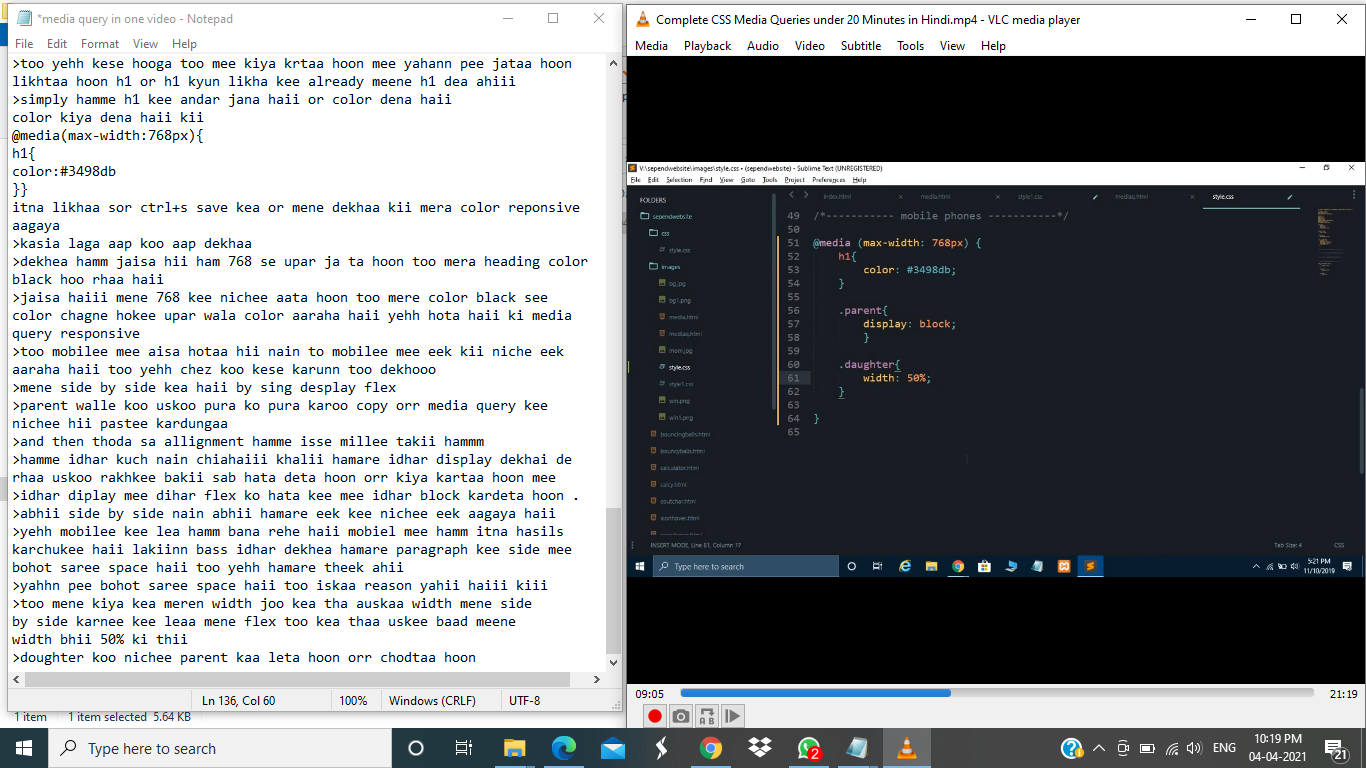 *media query in one video - Notepad
File Edit Format View Help
>too yehh kese hooga too mee kiya krtaa hoon mee yahann pee jataa hoon
likhtaa hoon h1 or h1 kyun likha kee already meene h1 dea ahiii
>simply hamme h1 kee andar jana haii or color dena haii
color kiya dena haii kii
@media(max-width:768px){
h1{
color:#3498db
}}
itna likhaa sor ctrl+s save kea or mene dekhaa kii mera color reponsive
aagaya
>kasia laga aap koo aap dekhaa
>dekhea hamm jaisa hii ham 768 se upar ja ta hoon too mera heading color
black hoo rhaa haii
>jaisa haiii mene 768 kee nichee aata hoon too mere color black see
color chagne hokee upar wala color aaraha haii yehh hota haii ki media
query responsive
>too mobilee mee aisa hotaa hii nain to mobilee mee eek kii niche eek
aaraha haii too yehh chez koo kese karunn too dekhooo
>mene side by side kea haii by sing desplay flex
>parent walle koo uskoo pura ko pura karoo copy orr media query kee
nichee hii pastee kardungaa
>and then thoda sa allignment hamme isse millee takii hammm
>hamme idhar kuch nain chiahaiii khalii hamare idhar display dekhai de
rhaa uskoo rakhkee bakii sab hata deta hoon orr kiya kartaa hoon mee
>idhar diplay mee dihar flex ko hata kee mee idhar block kardeta hoon .
>abhii side by side nain abhii hamare eek kee nichee eek aagaya haii
>yehh mobilee kee lea hamm bana rehe haii mobiel mee hamm itna hasils
karchukee haii lakiinn bass idhar dekhea hamare paragraph kee side mee
bohot saree space haii too yehh hamare theek ahii
>yahhn pee bohot saree space haii too iskaa reason yahii haiii kiii
>too mene kiya kea meren width joo kea tha auskaa width mene side
by side karnee kee leaa mene flex too kea thaa uskee baad meene
width bhii 50% ki thii
>doughter koo nichee parent kaa leta hoon orr chodtaa hoon
Ln 136, Col 60 100% Windows (CRLF) UTF-8
1 item 1 item selected 5.64 KB
Complete CSS Media Queries under 20 Minutes in Hindi.mp4 - VLC media player
Media Playback Audio Video Subtitle Tools View Help
V:\sependwebsite\images\style.css • (sependwebsite) - Sublime Text (UNREGISTERED)
File Edit Selection Find View Goto Tools Project Preferences Help
index.html media.html style1.css mediaq.html style.css
FOLDERS
sependwebsite
css
style.css
images
bg.jpg
bg1.png
media.html
mediaq.html
mom.jpg
style.css
style1.css
win.png
win1.png
bouncingballs.html
bouncyballs.html
calculator.html
calcy.html
coutchar.html
iconhover.html
49 /*----------- mobile phones -----------*/
50
51 @media (max-width: 768px) {
52 h1{
53 color: #3498db;
54 }
55
56 .parent{
57 display: block;
58 }
59
60 .daughter{
61 width: 50%;
62 }
63
64 }
65
INSERT MODE, Line 61, Column 17 Tab Size: 4 CSS
Type here to search 5:21 PM
11/10/2019
09:05 21:19
Type here to search 2 ENG 10:19 PM
04-04-2021 21